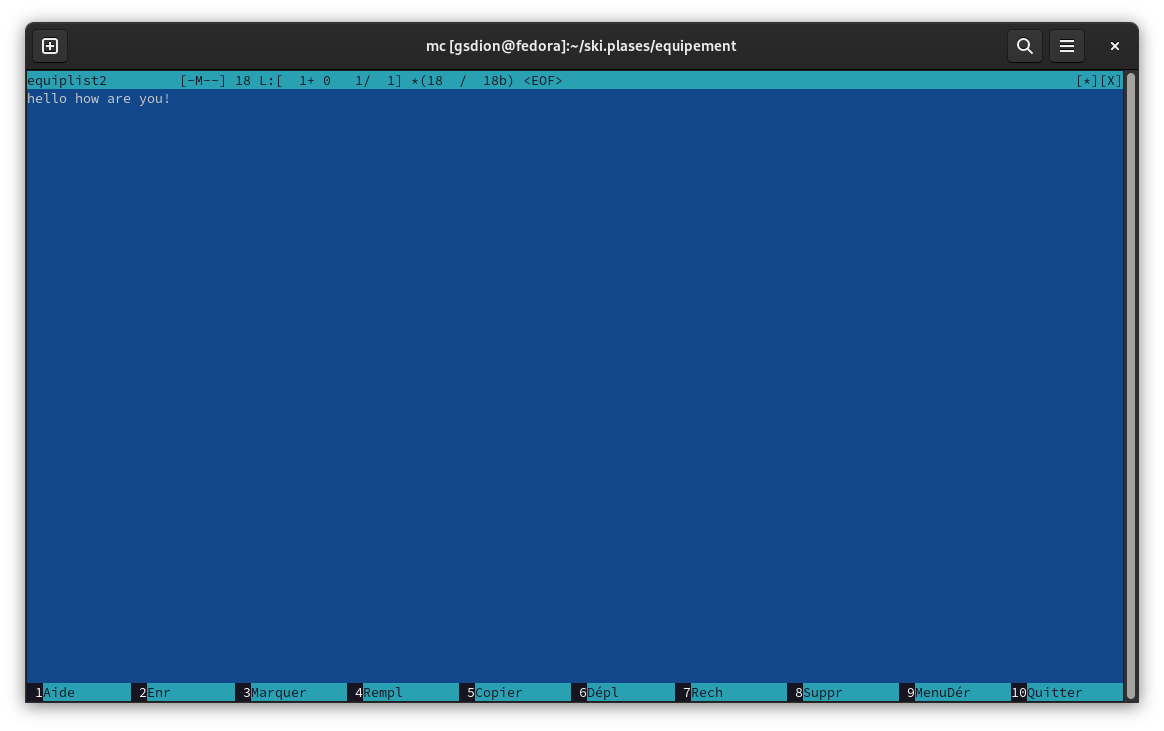 mc [gsdion@fedora]:~/ski.plases/equipement
equiplist2         [-M--] 18 L:[  1+ 0   1/  1] *(18  /  18b) <EOF>                                                                [*][X]
hello how are you!
1Aide 2Enr 3Marquer 4Rempl 5Copier 6Dépl 7Rech 8Suppr 9MenuDér 10Quitter